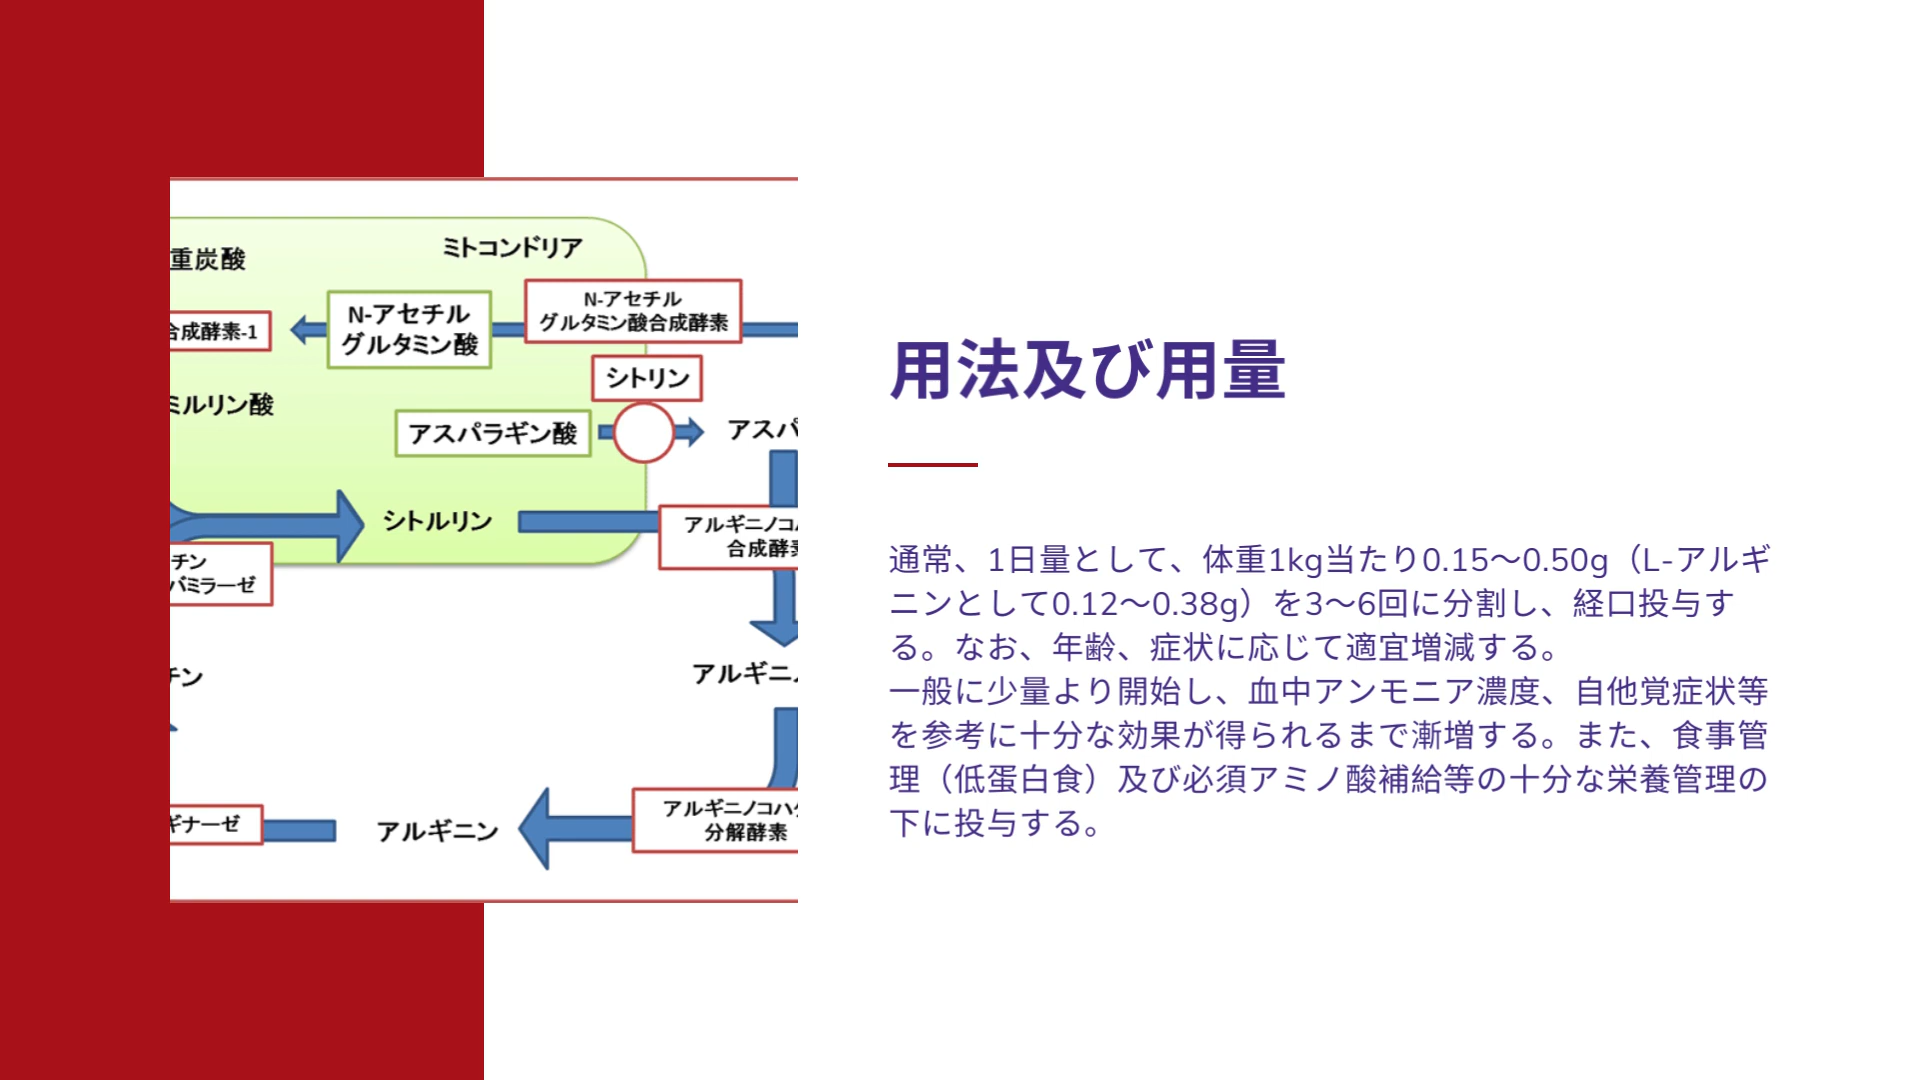 重炭酸
ミトコンドリア
N-アセチル
グルタミン酸合成酵素
N-アセチル
グルタミン酸
合成酵素-1
シトリン
ミルリン酸
アスパラギン酸
アスパ
シトルリン
アルギニノコハ
合成酵素
チン
バミラーゼ
チン
アルギニノ
ギナーゼ
アルギニン
アルギニノコハク
分解酵素
用法及び用量
通常、1日量として、体重1kg当たり0.15〜0.50g（L-アルギ
ニンとして0.12〜0.38g）を3〜6回に分割し、経口投与す
る。なお、年齢、症状に応じて適宜増減する。
一般に少量より開始し、血中アンモニア濃度、自他覚症状等
を参考に十分な効果が得られるまで漸増する。また、食事管
理（低蛋白食）及び必須アミノ酸補給等の十分な栄養管理の
下に投与する。